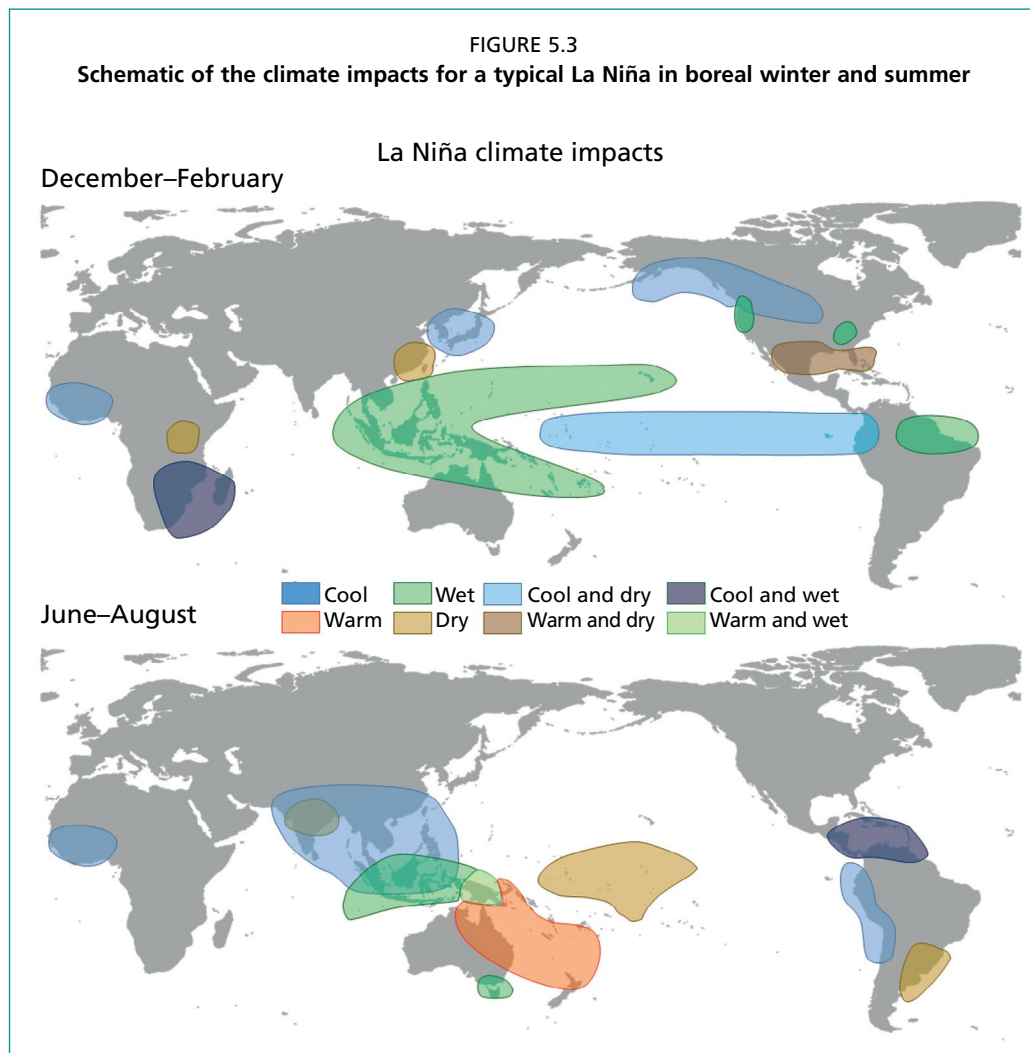 FIGURE 5.3
Schematic of the climate impacts for a typical La Niña in boreal winter and summer
La Niña climate impacts
December–February
Cool
Wet
Cool and dry
Cool and wet
Warm
Dry
Warm and dry
Warm and wet
June–August